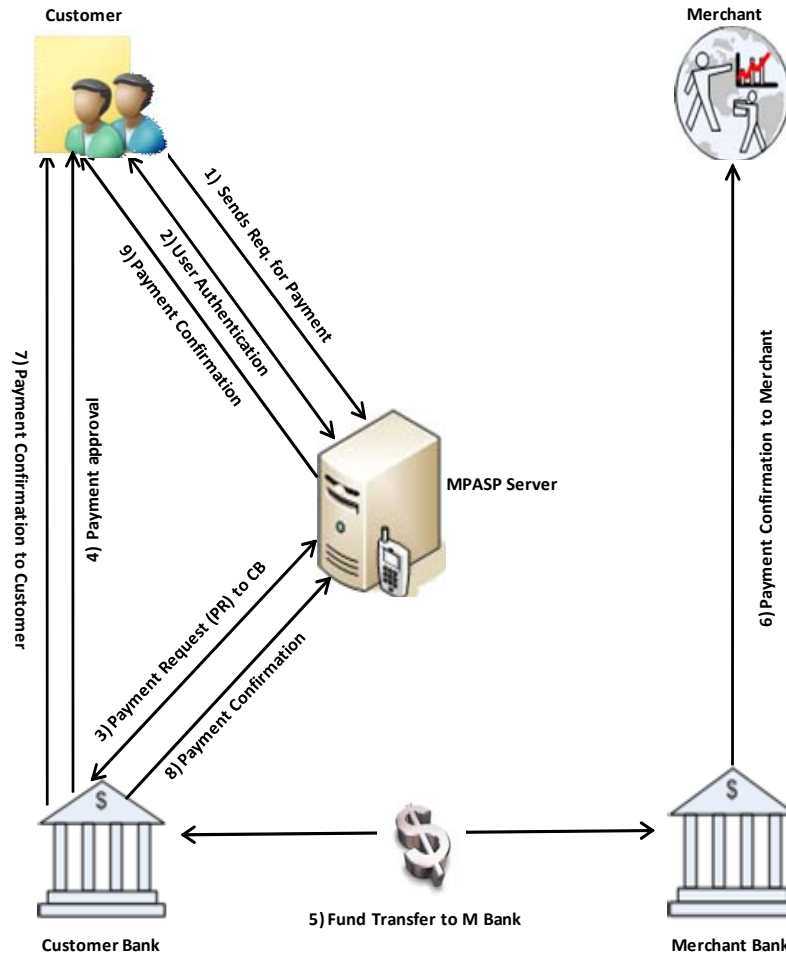 Customer
Merchant
1) Sends Req. for Payment
2) User Authentication
9) Payment Confirmation
7) Payment Confirmation to Customer
4) Payment approval
MPASP Server
6) Payment Confirmation to Merchant
3) Payment Request (PR) to CB
8) Payment Confirmation
$
$
$
5) Fund Transfer to M Bank
Customer Bank
Merchant Bank